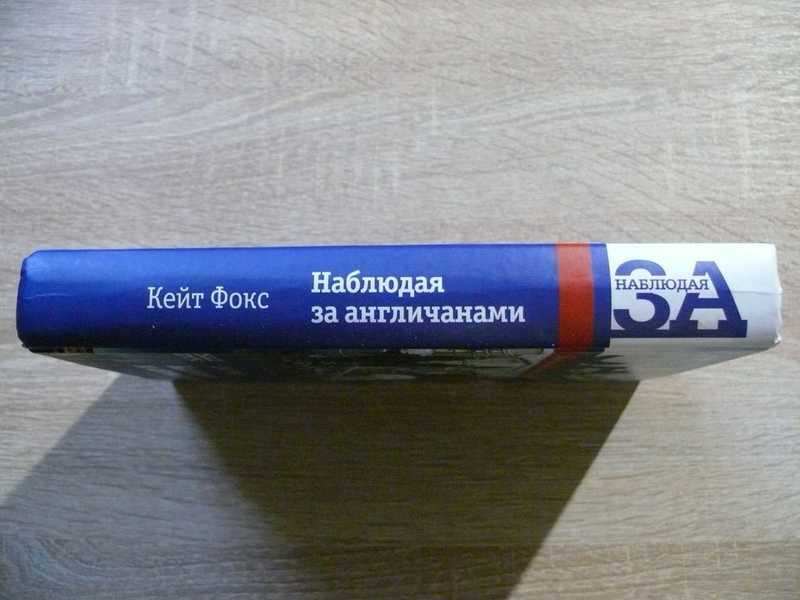 Кейт Фокс
Наблюдая
за англичанами
НАБЛЮДАЯ
ЗА